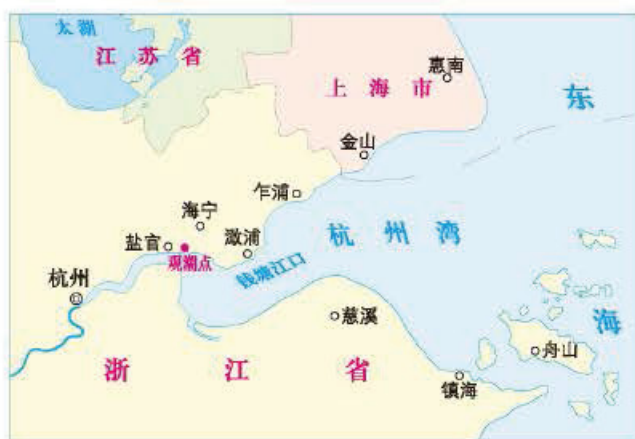 太湖
江苏省
上海市
惠南
东
金山
乍浦
海宁
盐官
澉浦
杭州湾
观潮点
钱塘江口
杭州
慈溪
海
舟山
浙江省
镇海